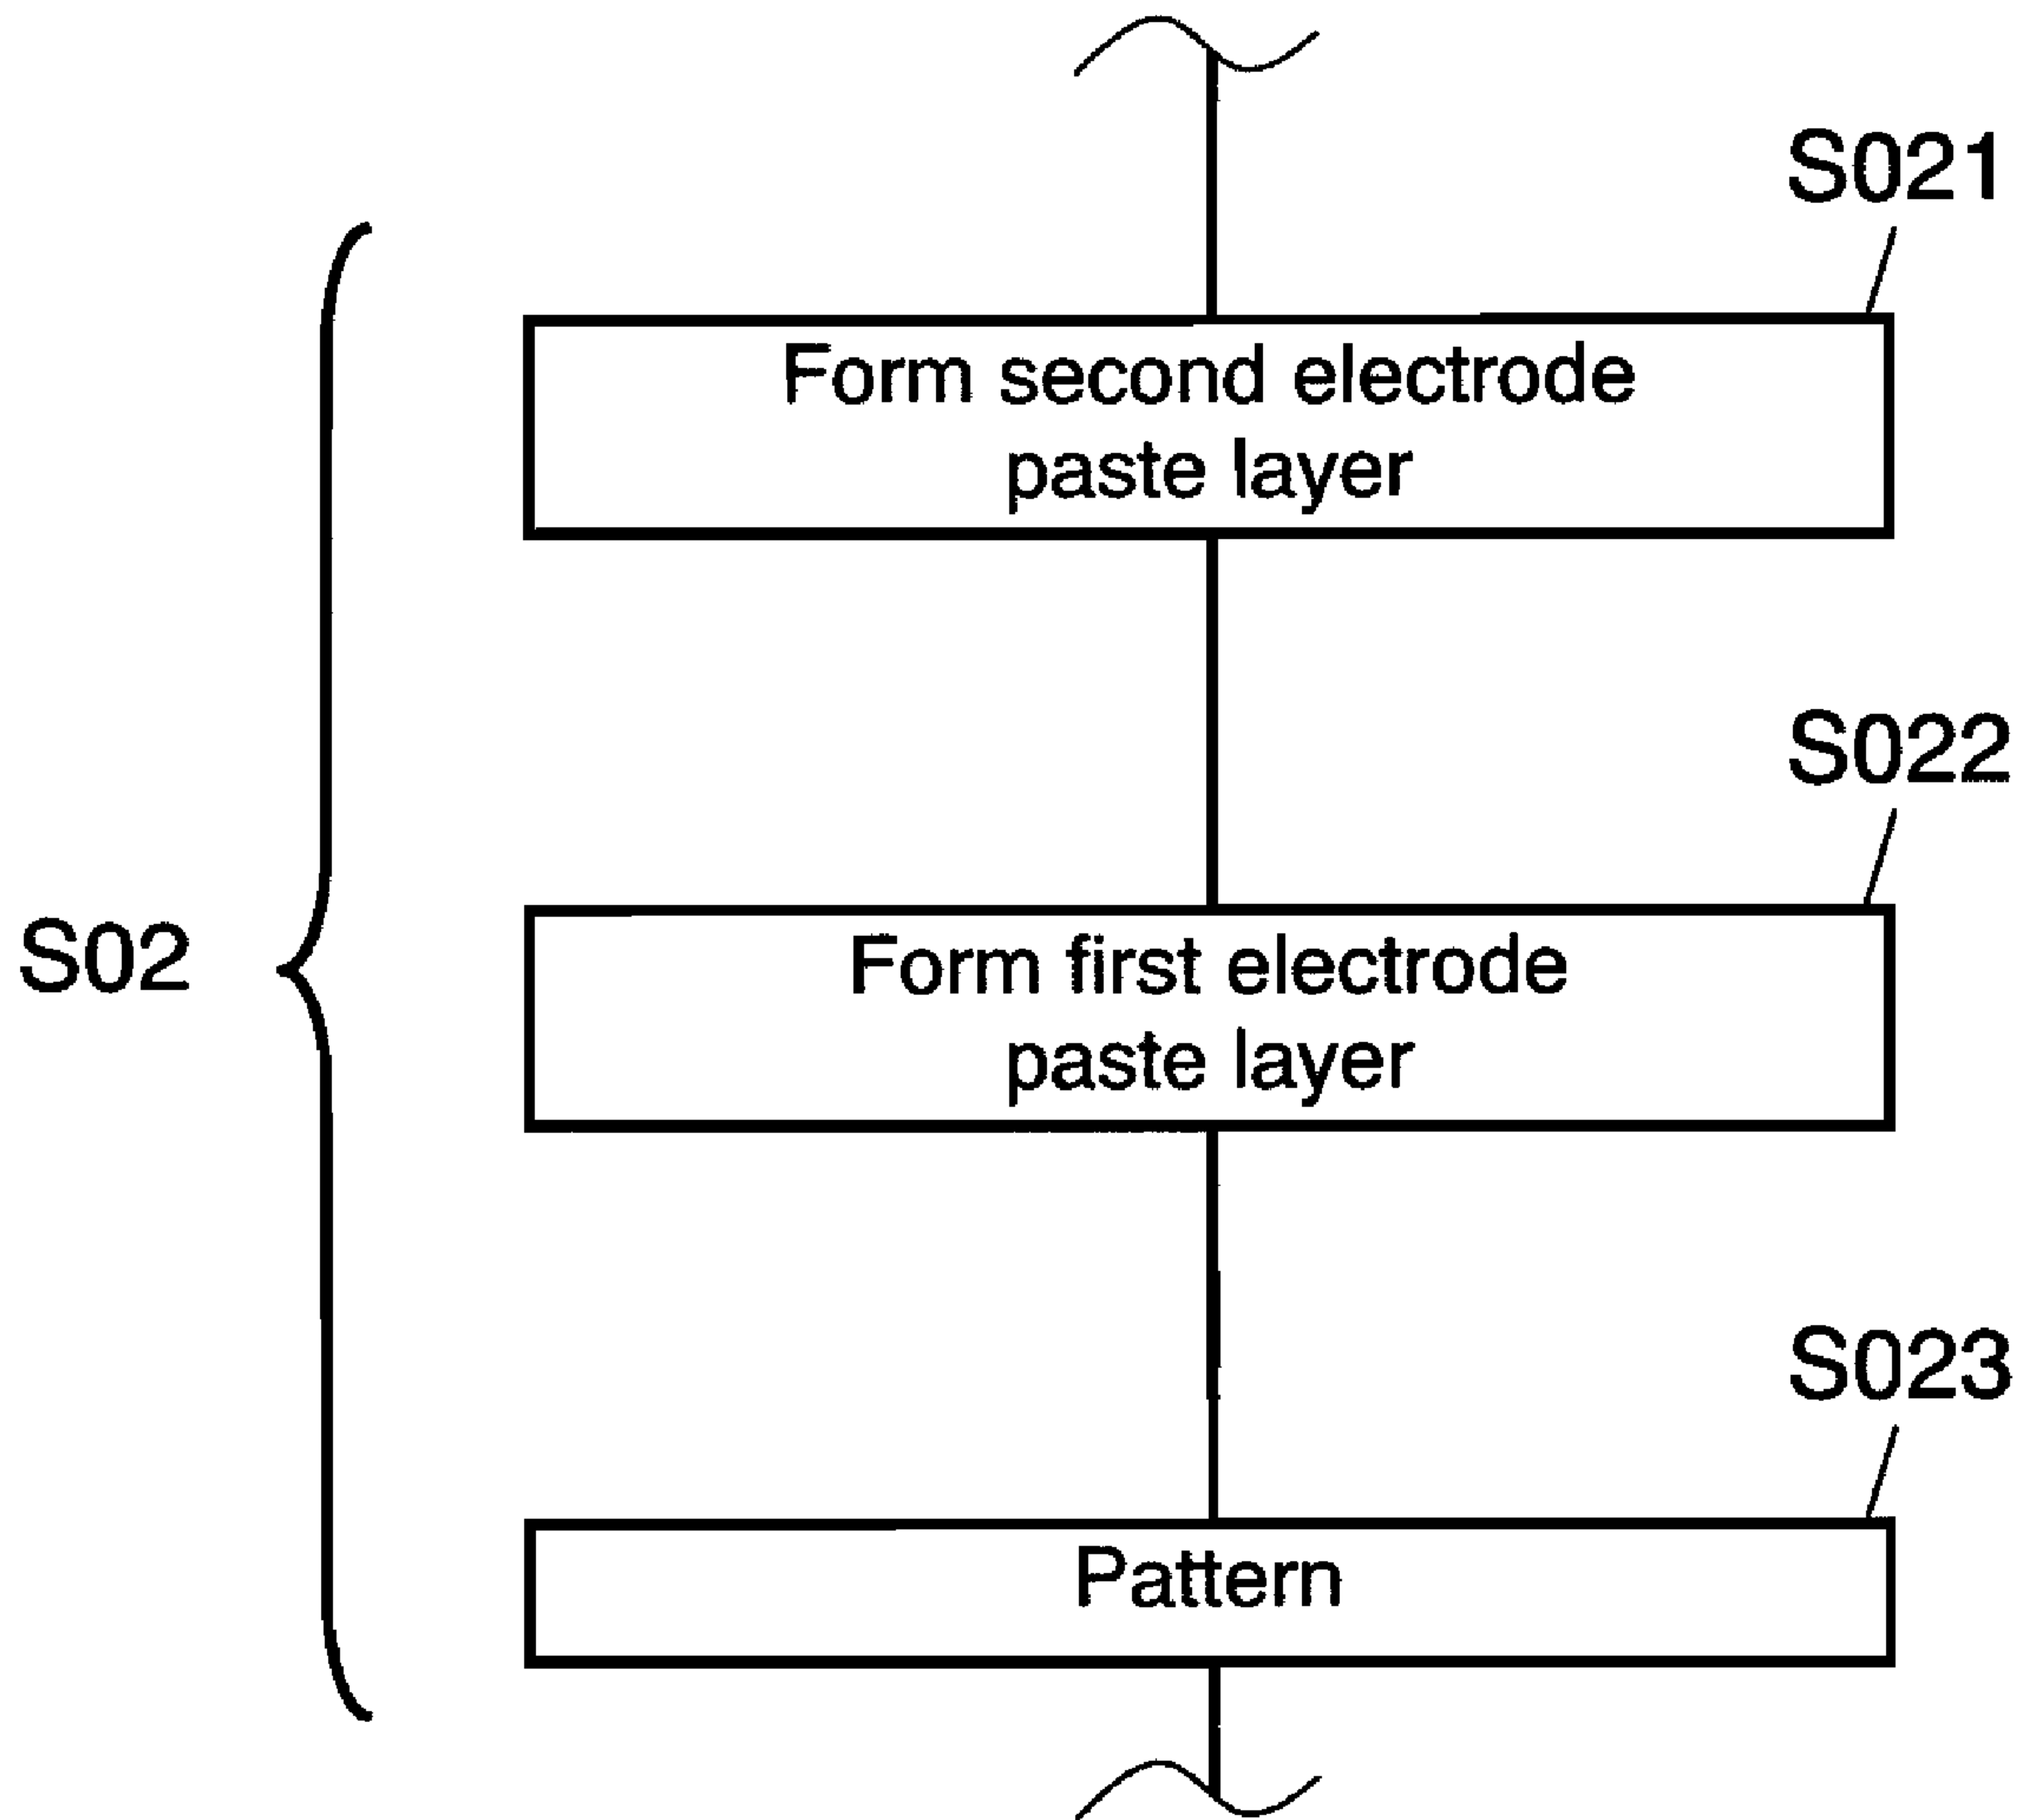 S021
Form second electrode
paste layer
S022
S02
Form first electrode
paste layer
S023
Pattern